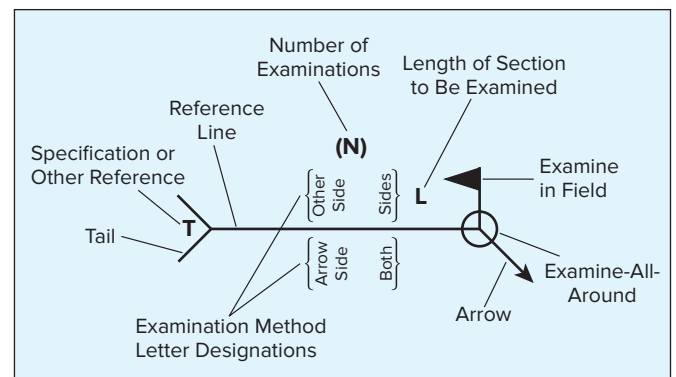 Number of
Examinations
Length of Section
to Be Examined
Reference
Line
(N)
Specification or
Other Reference
Examine
in Field
Other
Side
Sides
L
T
Tail
Arrow
Side
Both
Examine-All-
Around
Arrow
Examination Method
Letter Designations